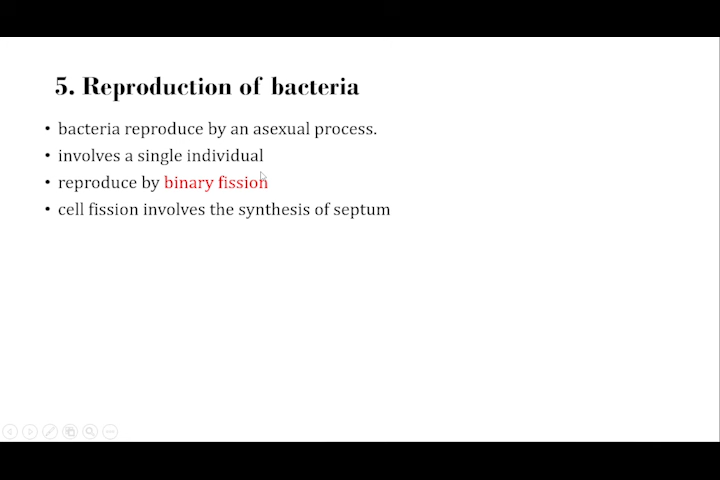 5. Reproduction of bacteria
• bacteria reproduce by an asexual process.
• involves a single individual
• reproduce by binary fission
• cell fission involves the synthesis of septum